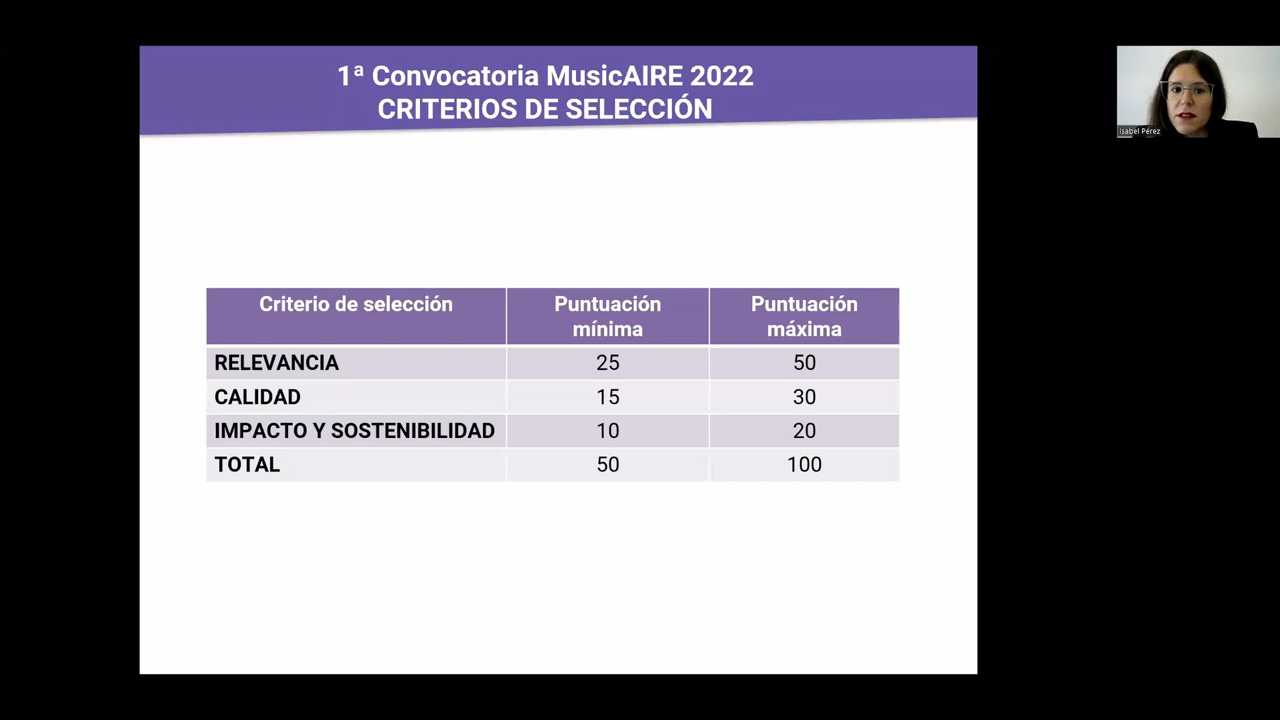 1ª Convocatoria MusicAIRE 2022
CRITERIOS DE SELECCIÓN
Isabel Pérez
Criterio de selección Puntuación mínima Puntuación máxima
RELEVANCIA 25 50
CALIDAD 15 30
IMPACTO Y SOSTENIBILIDAD 10 20
TOTAL 50 100